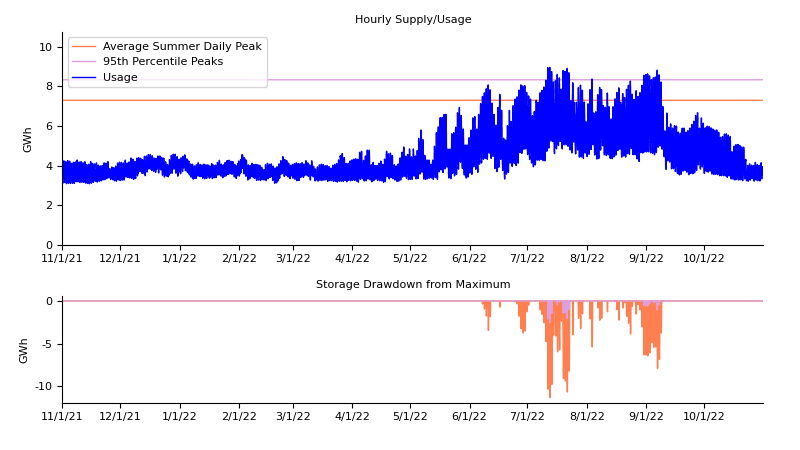 Hourly Supply/Usage
Average Summer Daily Peak
95th Percentile Peaks
Usage
GWh
10
8
6
4
2
0
11/1/21 12/1/21 1/1/22 2/1/22 3/1/22 4/1/22 5/1/22 6/1/22 7/1/22 8/1/22 9/1/22 10/1/22
Storage Drawdown from Maximum
GWh
0
-5
-10
11/1/21 12/1/21 1/1/22 2/1/22 3/1/22 4/1/22 5/1/22 6/1/22 7/1/22 8/1/22 9/1/22 10/1/22